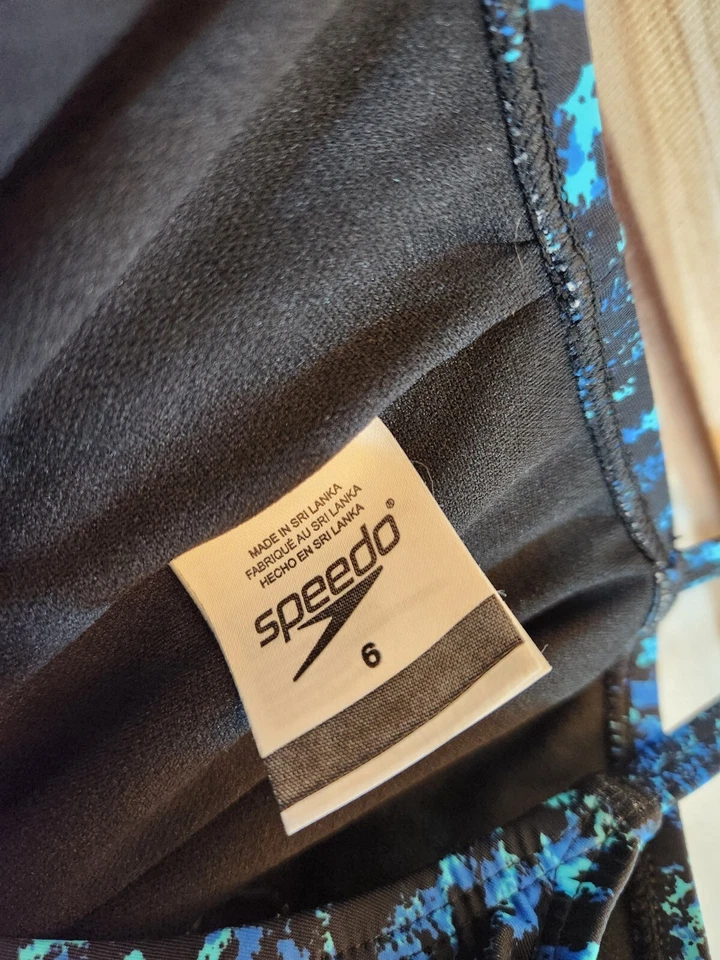 MADE IN SRI LANKA
FABRIQUÉ AU SRI LANKA
HECHO EN SRI LANKA
speedo®
6